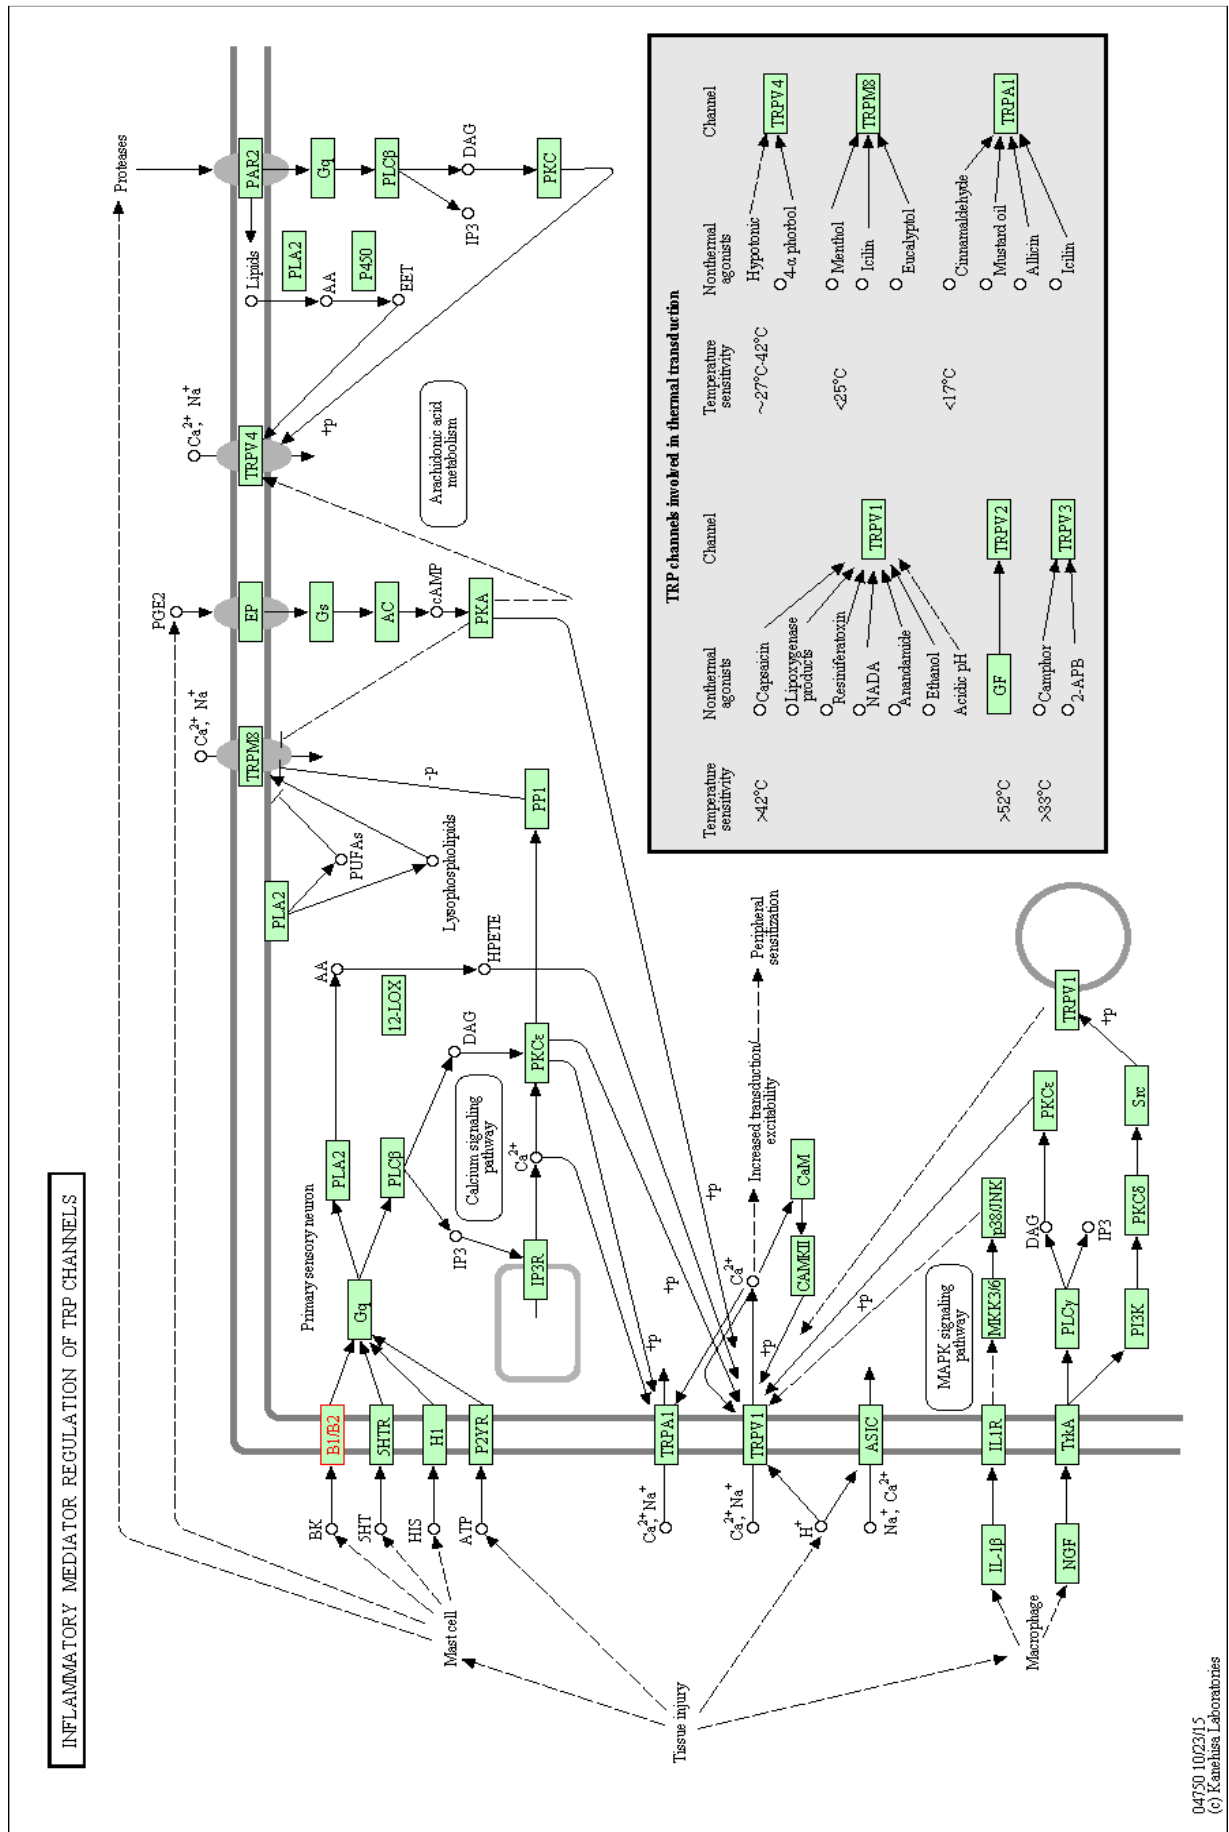 INFLAMMATORY MEDIATOR REGULATION OF TRP CHANNELS
Proteases
PGE2
Ca2+, Na+
Ca2+, Na+
PAR2
Gq
PLCβ
DAG
IP3
PKC
Lipids
PLA2
AA
P450
EET
TRPV4
+p
Arachidonic acid
metabolism
EP
Gs
AC
cAMP
PKA
TRPM8
-p
PP1
PLA2
PUFAs
Lysophospholipids
Primary sensory neuron
BK
B1/B2
5HT
5HTR
HIS
H1
ATP
P2YR
Gq
PLA2
AA
12-LOX
HPETE
PLCβ
DAG
IP3
IP3R
Calcium signaling
pathway
Ca2+
PKCε
Mast cell
Tissue injury
Macrophage
Ca2+, Na+
TRPA1
+p
+p
+p
Ca2+, Na+
TRPV1
+p
Ca2+
Increased transduction/
excitability
Peripheral
sensitization
CaM
CAMKII
H+
Na+, Ca2+
ASIC
+p
MAPK signaling
pathway
IL-1β
IL1R
MKK3/6
p38/JNK
NGF
TrkA
PLCγ
DAG
IP3
PKCε
PI3K
PKCδ
Src
+p
TRPV1
TRP channels involved in thermal transduction
Temperature
sensitivity
Nonthermal
agonists
Channel
Temperature
sensitivity
Nonthermal
agonists
Channel
>42°C
Capsaicin
Lipoxygenase
products
Resiniferatoxin
NADA
Anandamide
Ethanol
Acidic pH
TRPV1
>52°C
GF
TRPV2
>33°C
Camphor
2-APB
TRPV3
~27°C-42°C
Hypotonic
4-α phorbol
TRPV4
<25°C
Menthol
Icilin
Eucalyptol
TRPM8
<17°C
Cinnamaldehyde
Mustard oil
Allicin
Icilin
TRPA1
04750 10/23/15
(c) Kanehisa Laboratories